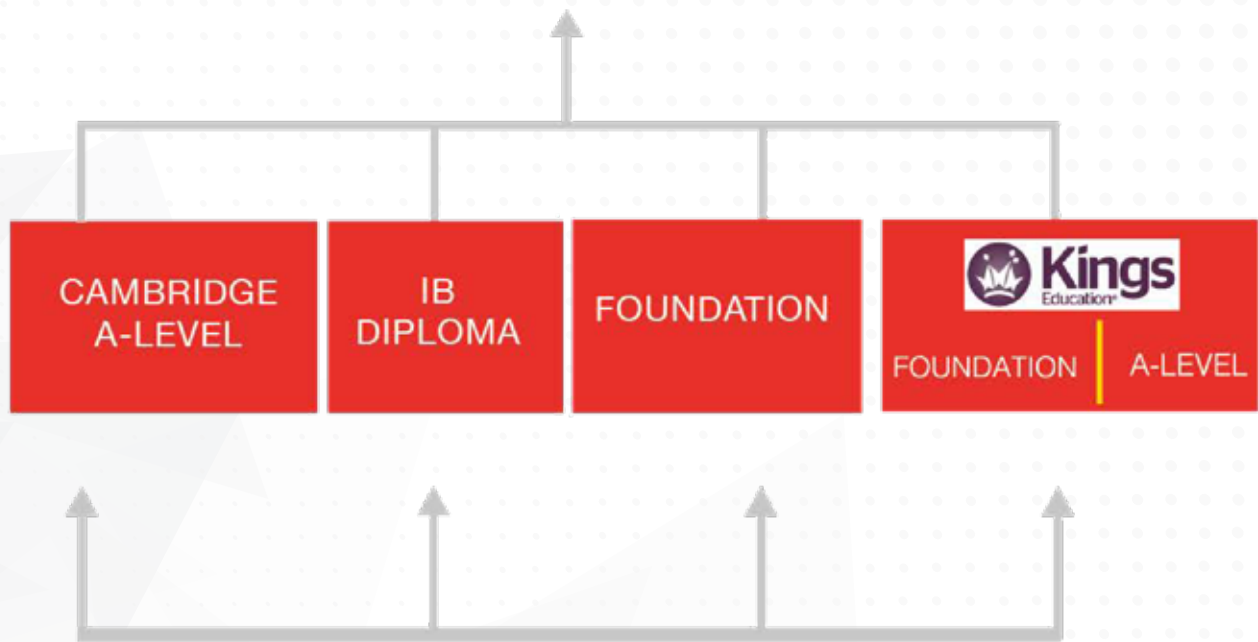 CAMBRIDGE
A-LEVEL
IB
DIPLOMA
FOUNDATION
Kings
Education
FOUNDATION
A-LEVEL